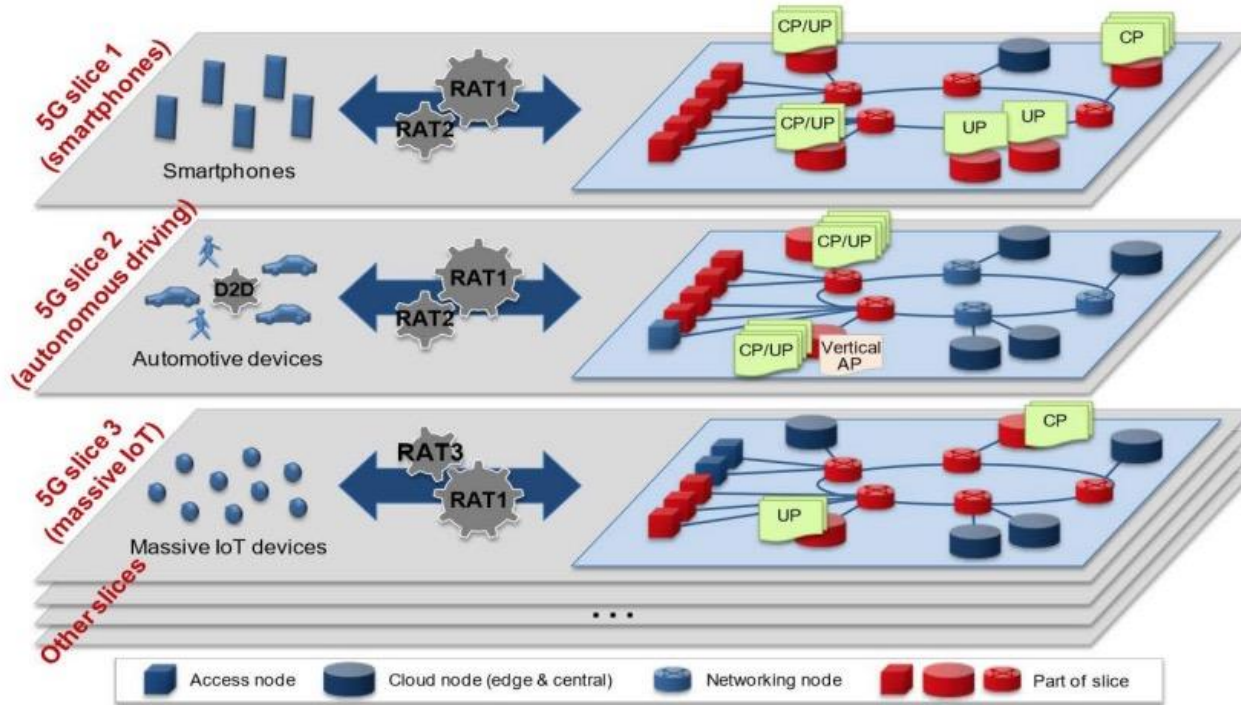 5G slice 1
(smartphones)
Smartphones
RAT1
RAT2
CP/UP
CP/UP
CP
UP
UP
5G slice 2
(autonomous driving)
D2D
Automotive devices
RAT1
RAT2
CP/UP
CP/UP
Vertical
AP
5G slice 3
(massive IoT)
Massive IoT devices
RAT3
RAT1
CP
UP
Other slices
...
Access node
Cloud node (edge & central)
Networking node
Part of slice